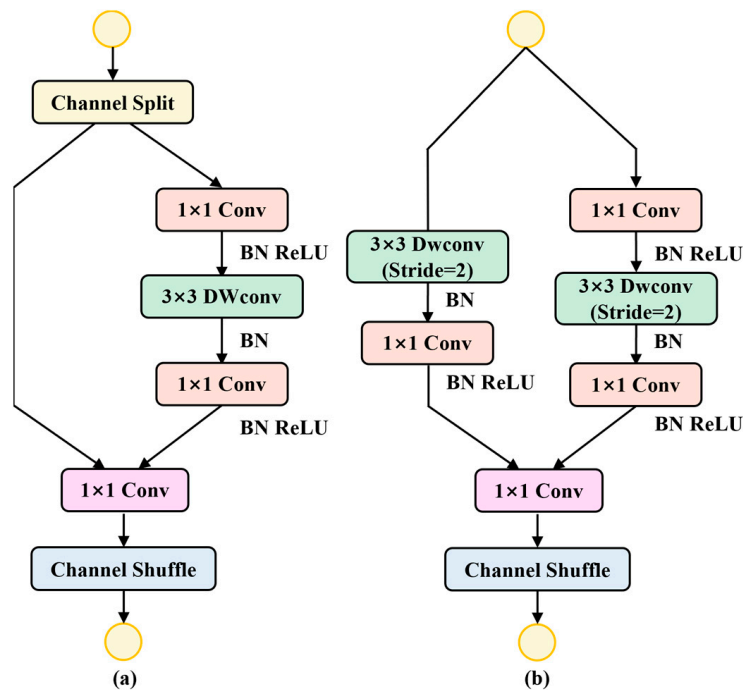 Channel Split
1×1 Conv
BN ReLU
3×3 DWconv
BN
1×1 Conv
BN ReLU
1×1 Conv
Channel Shuffle
(a)
3×3 Dwconv
(Stride=2)
BN
1×1 Conv
BN ReLU
1×1 Conv
BN ReLU
3×3 Dwconv
(Stride=2)
BN
1×1 Conv
BN ReLU
1×1 Conv
Channel Shuffle
(b)